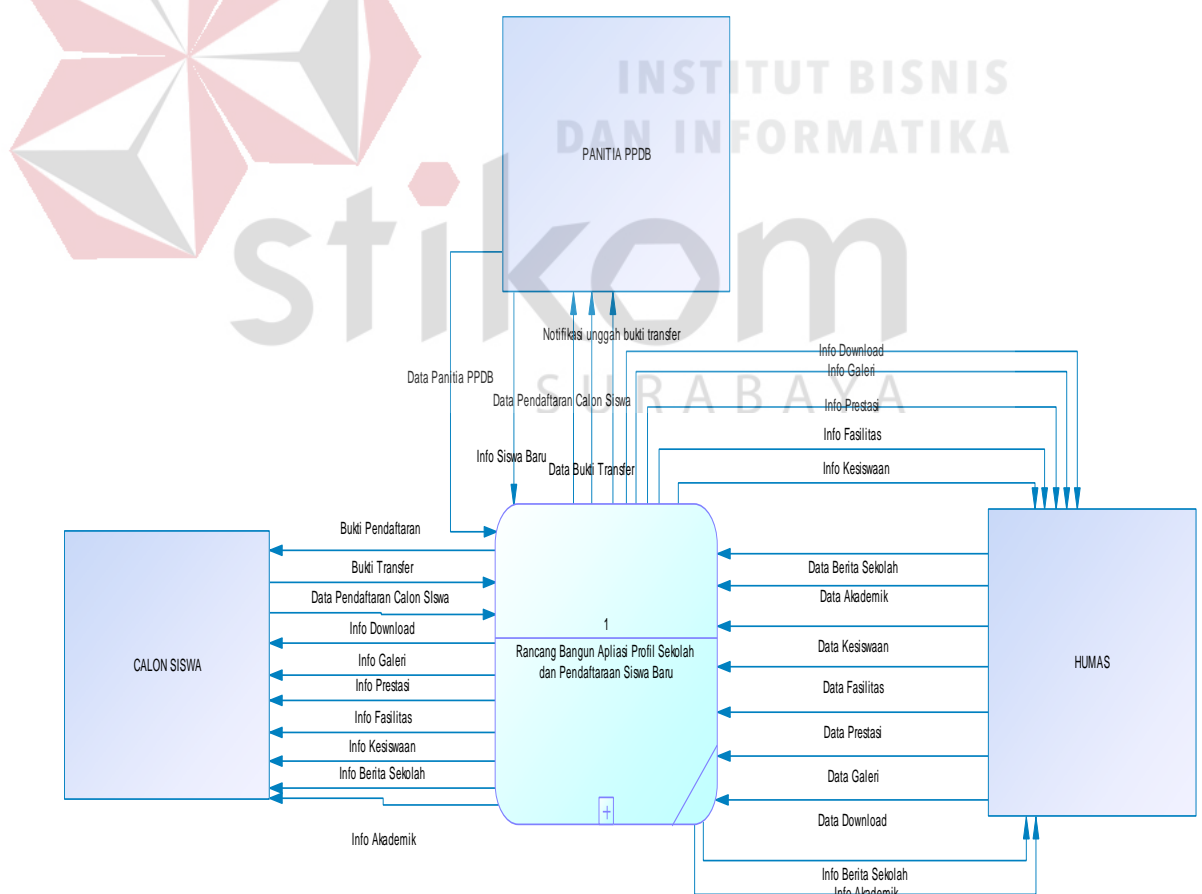 INSTITUT BISNIS
DAN INFORMATIKA
stikom
SURABAYA
PANITIA PPDB
Notifikasi unggah bukti transfer
Data Panitia PPDB
Data Pendaftaran Calon Siswa
Info Siswa Baru
Data Bukti Transfer
Info Download
Info Galeri
Info Prestasi
Info Fasilitas
Info Kesiswaan
Bukti Pendaftaran
Bukti Transfer
Data Pendaftaran Calon SIswa
Info Download
Info Galeri
Info Prestasi
Info Fasilitas
Info Kesiswaan
Info Berita Sekolah
Info Akademik
CALON SISWA
1
Rancang Bangun Apliasi Profil Sekolah
dan Pendaftaraan Siswa Baru
Data Berita Sekolah
Data Akademik
Data Kesiswaan
Data Fasilitas
Data Prestasi
Data Galeri
Data Download
HUMAS
Info Berita Sekolah
Info Akademik